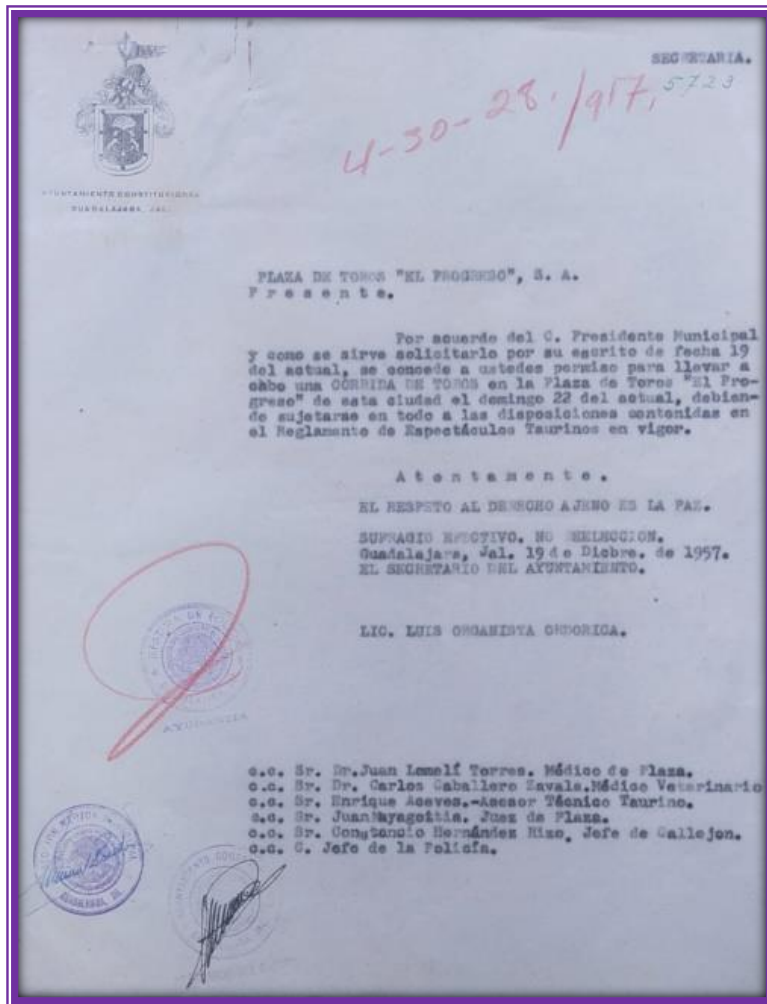 SECRETARIA.
5723
4-30-28./957,
AYUNTAMIENTO CONSTITUCIONAL
GUADALAJARA, JAL.
PLAZA DE TOROS "EL PROGRESO", S. A.
P r e s e n t e.
Por acuerdo del C. Presidente Municipal
y como se sirve solicitarlo por su escrito de fecha 19
del actual, se concede a ustedes permiso para llevar a
cabo una CORRIDA DE TOROS en la Plaza de Toros "El Pro-
greso" de esta ciudad el domingo 22 del actual, debien-
do sujetarse en todo a las disposiciones contenidas en
el Reglamento de Espectáculos Taurinos en vigor.
A t e n t a m e n t e.
EL RESPETO AL DERECHO AJENO ES LA PAZ.
SUFRAGIO EFECTIVO. NO REELECCION.
Guadalajara, Jal. 19 de Dicbre. de 1957.
EL SECRETARIO DEL AYUNTAMIENTO.
LIC. LUIS ORGANISTA ORDORICA.
AYUDANTIA
c.c. Sr. Dr.Juan Lomelí Torres. Médico de Plaza.
c.c. Sr. Dr. Carlos Caballero Zavala.Médico Veterinario
c.c. Sr. Enrique Aceves.-Asesor Técnico Taurino.
c.c. Sr. JuanMayagoitia. Juez de Plaza.
c.c. Sr. Constancio Hernández Rizo, Jefe de Callejon.
c.c. C. Jefe de la Policía.
GUADALAJARA, JAL.